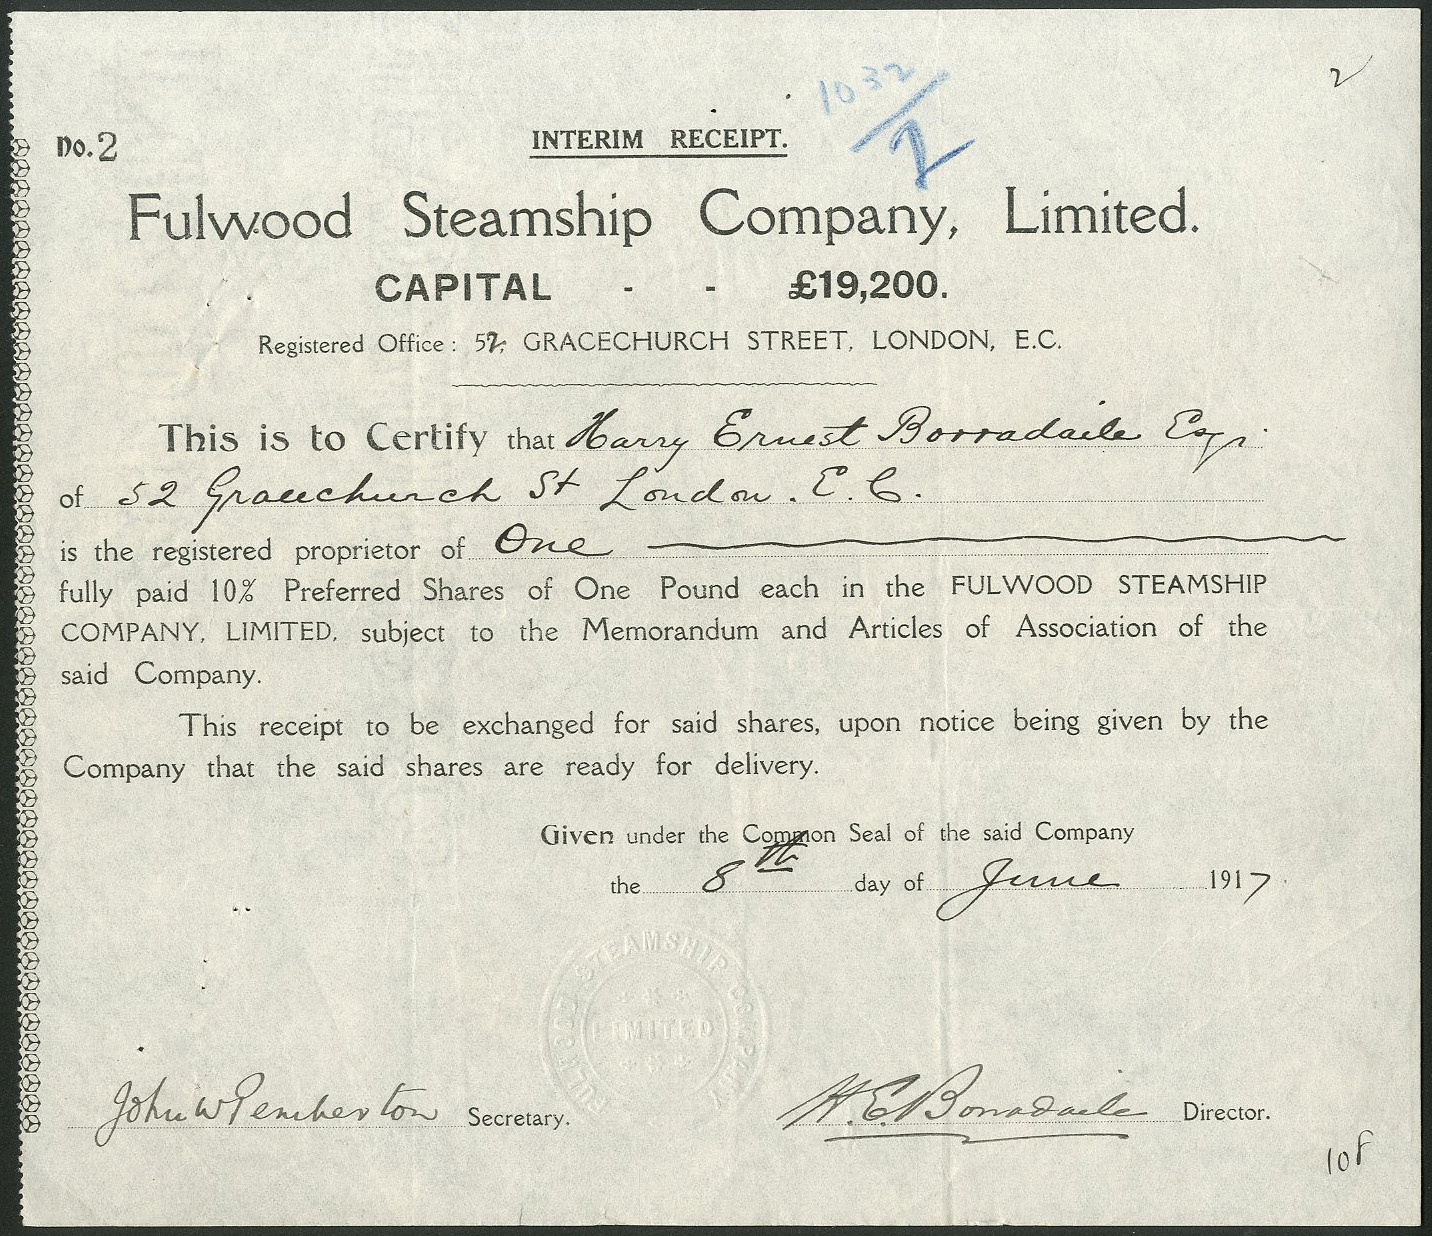 2
1032/2
No. 2
INTERIM RECEIPT.
Fulwood Steamship Company, Limited.
CAPITAL - - £19,200.
Registered Office: 52, GRACECHURCH STREET, LONDON, E.C.
This is to Certify that Harry Ernest Borradaile Esqr.
of 52 Gracechurch St London. E.C.
is the registered proprietor of One
fully paid 10% Preferred Shares of One Pound each in the FULWOOD STEAMSHIP
COMPANY, LIMITED, subject to the Memorandum and Articles of Association of the
said Company.
This receipt to be exchanged for said shares, upon notice being given by the
Company that the said shares are ready for delivery.
Given under the Common Seal of the said Company
the 8th day of June 1917
STEAMSHIP
LIMITED
John W Pemberton Secretary.
H. E. Borradaile Director.